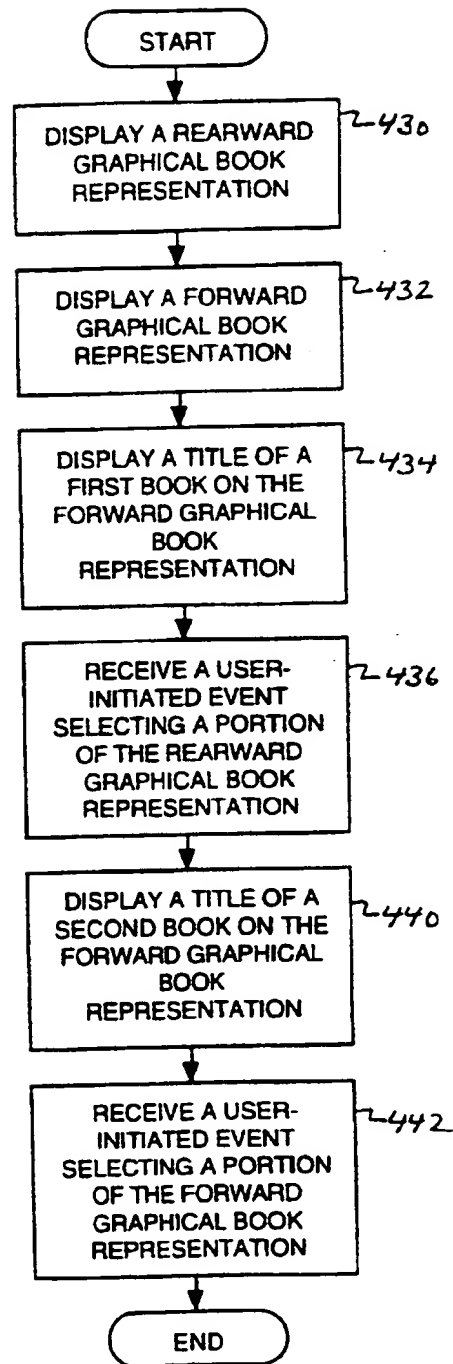 START
DISPLAY A REARWARD
GRAPHICAL BOOK
REPRESENTATION
430
DISPLAY A FORWARD
GRAPHICAL BOOK
REPRESENTATION
432
DISPLAY A TITLE OF A
FIRST BOOK ON THE
FORWARD GRAPHICAL
BOOK
REPRESENTATION
434
RECEIVE A USER-
INITIATED EVENT
SELECTING A PORTION
OF THE REARWARD
GRAPHICAL BOOK
REPRESENTATION
436
DISPLAY A TITLE OF A
SECOND BOOK ON THE
FORWARD GRAPHICAL
BOOK
REPRESENTATION
440
RECEIVE A USER-
INITIATED EVENT
SELECTING A PORTION
OF THE FORWARD
GRAPHICAL BOOK
REPRESENTATION
442
END